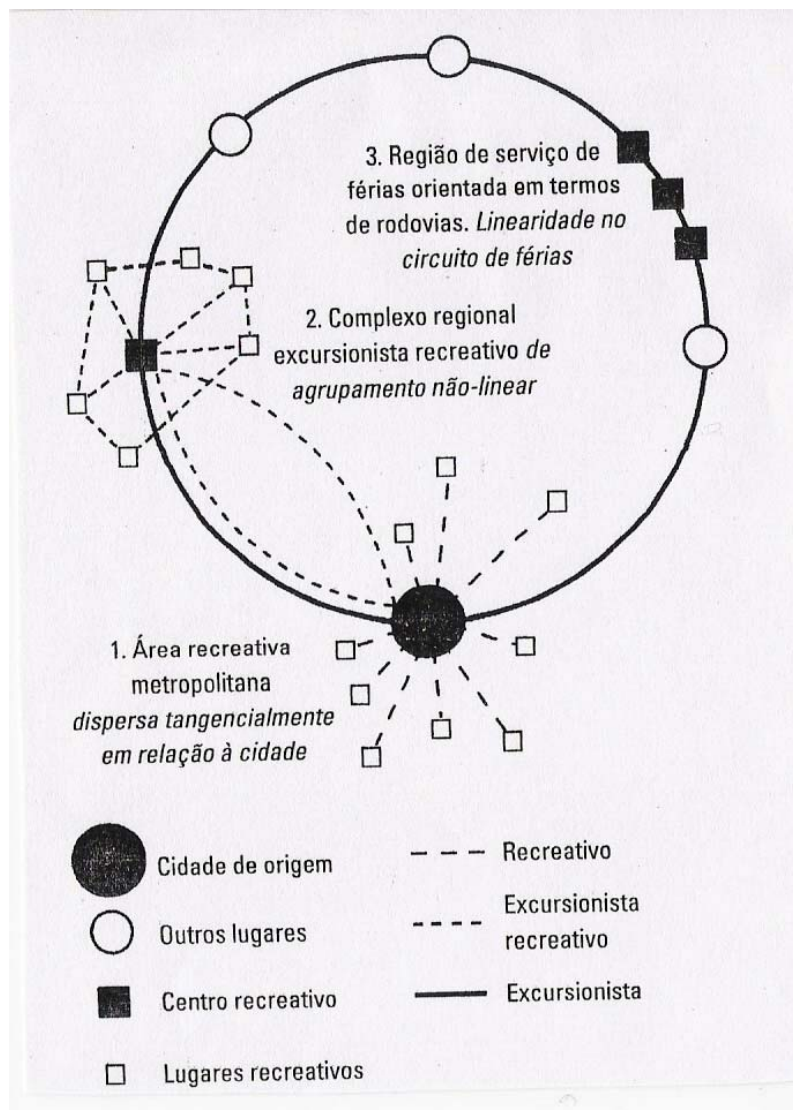 3. Região de serviço de
férias orientada em termos
de rodovias. Linearidade no
circuito de férias
2. Complexo regional
excursionista recreativo de
agrupamento não-linear
1. Área recreativa
metropolitana
dispersa tangencialmente
em relação à cidade
Cidade de origem
Outros lugares
Centro recreativo
Lugares recreativos
Recreativo
Excursionista
recreativo
Excursionista